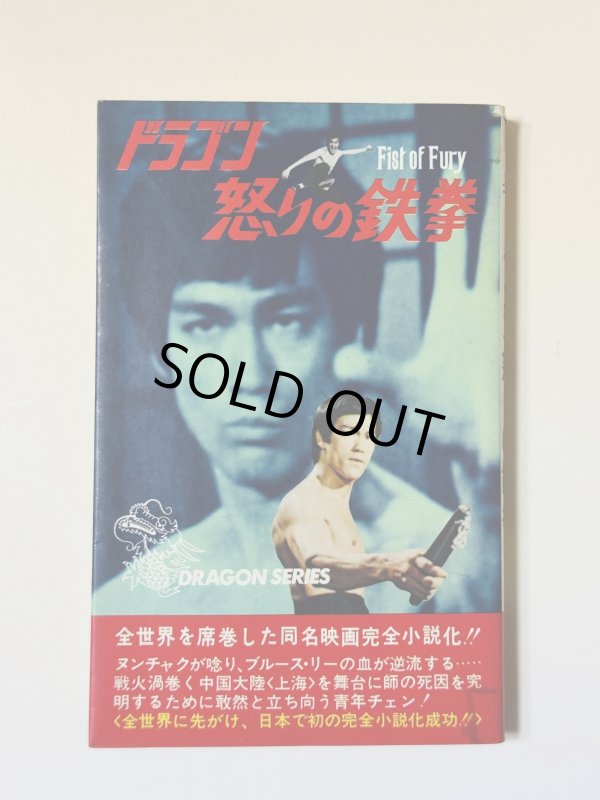 ドラゴン
Fist of Fury
怒りの鉄拳
SOLD OUT
DRAGON SERIES
全世界を席巻した同名映画完全小説化!!
ヌンチャクが唸り、ブルース・リーの血が逆流する‥‥‥
戦火渦巻く中国大陸<上海>を舞台に師の死因を究
明するために敢然と立ち向う青年チェン!
<全世界に先がけ、日本で初の完全小説化成功!!>